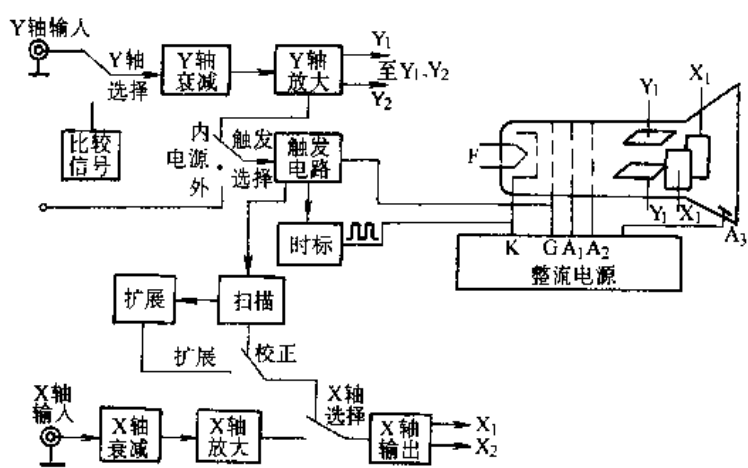 Y轴输入
Y轴
选择
Y轴
衰减
Y轴
放大
Y₁
至Y₁、Y₂
Y₂
比较
信号
内
电源
外
触发
选择
触发
电路
时标
扩展
扫描
扩展
校正
X轴
输入
X轴
衰减
X轴
放大
X轴
选择
X轴
输出
X₁
X₂
F
Y₁
X₁
Y₁
X₁
A₃
K
G
A₁
A₂
整流电源